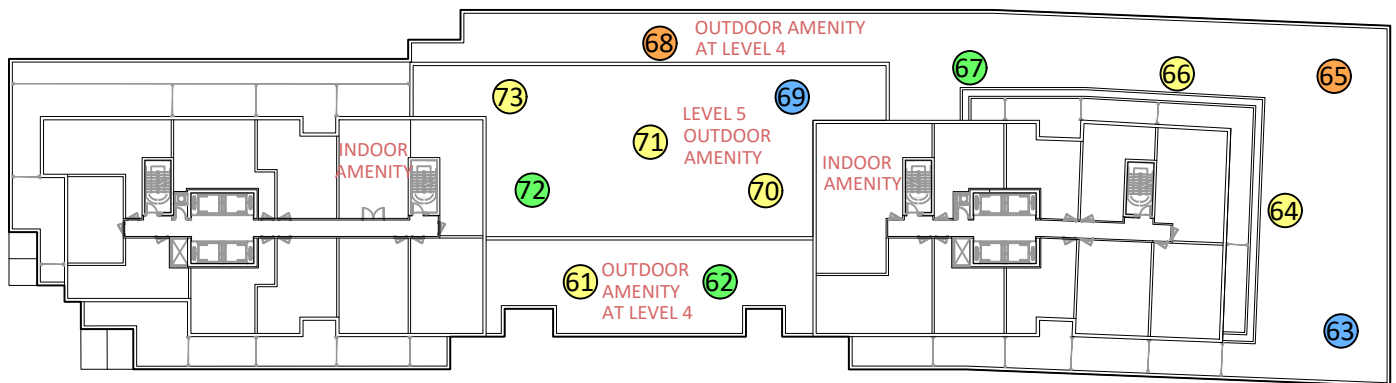 68
OUTDOOR AMENITY
AT LEVEL 4
67
66
65
73
69
LEVEL 5
OUTDOOR
AMENITY
71
INDOOR
AMENITY
INDOOR
AMENITY
72
70
64
61
OUTDOOR
AMENITY
AT LEVEL 4
62
63